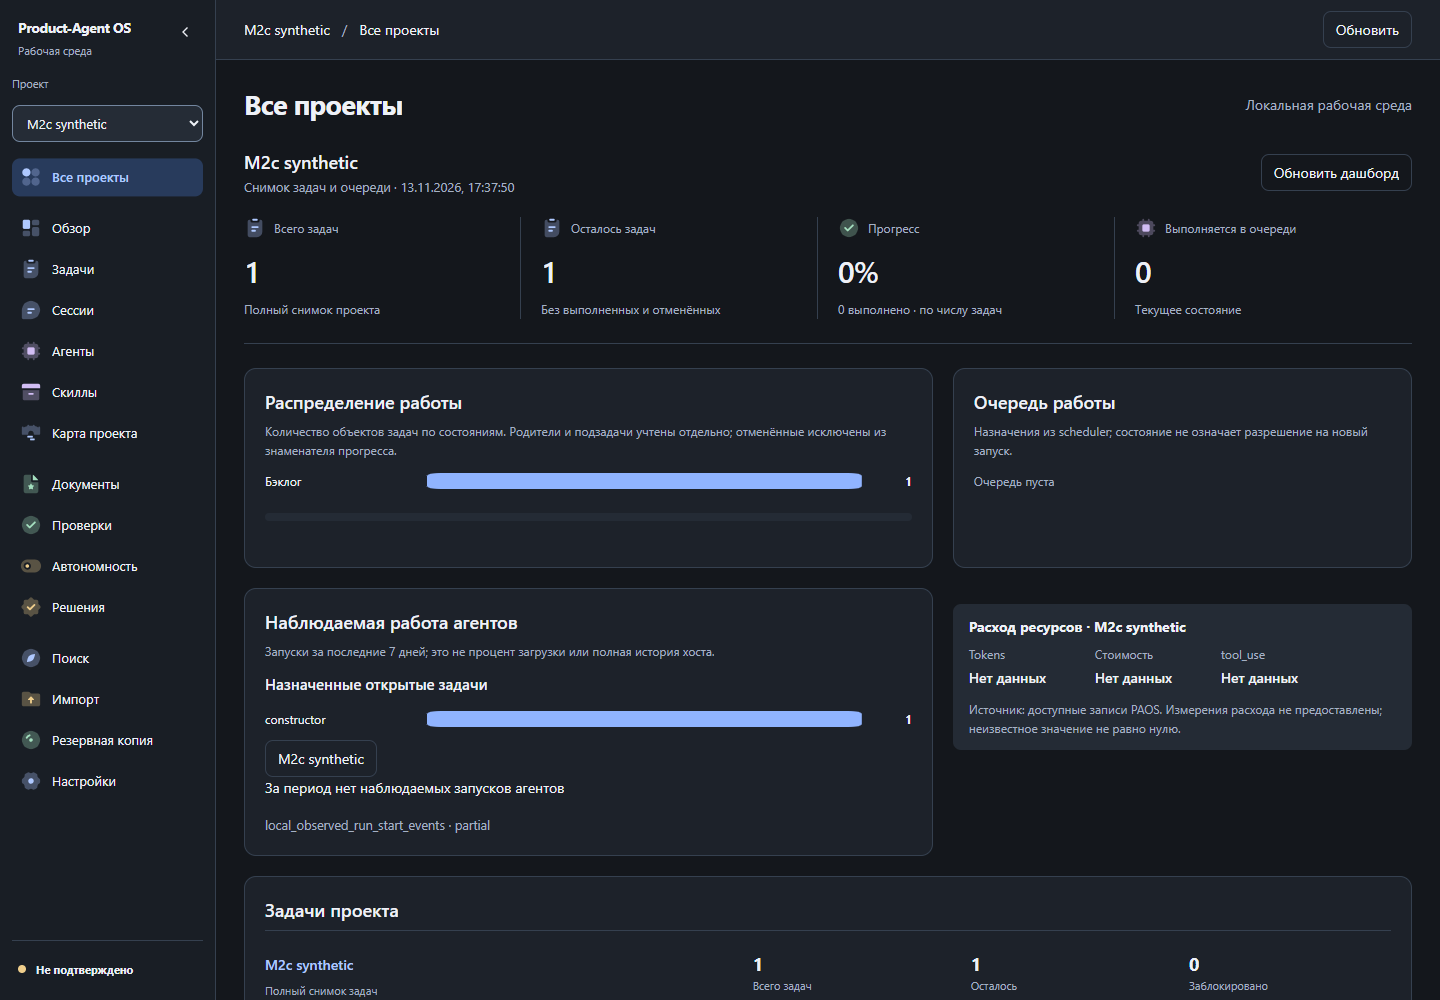 Product-Agent OS
Рабочая среда
Проект
M2c synthetic
Все проекты
Обзор
Задачи
Сессии
Агенты
Скиллы
Карта проекта
Документы
Проверки
Автономность
Решения
Поиск
Импорт
Резервная копия
Настройки
Не подтверждено
M2c synthetic / Все проекты
Обновить
Все проекты
Локальная рабочая среда
M2c synthetic
Снимок задач и очереди · 13.11.2026, 17:37:50
Обновить дашборд
Всего задач
1
Полный снимок проекта
Осталось задач
1
Без выполненных и отменённых
Прогресс
0%
0 выполнено · по числу задач
Выполняется в очереди
0
Текущее состояние
Распределение работы
Количество объектов задач по состояниям. Родители и подзадачи учтены отдельно; отменённые исключены из
знаменателя прогресса.
Бэклог 1
Очередь работы
Назначения из scheduler; состояние не означает разрешение на новый
запуск.
Очередь пуста
Наблюдаемая работа агентов
Запуски за последние 7 дней; это не процент загрузки или полная история хоста.
Назначенные открытые задачи
constructor 1
M2c synthetic
За период нет наблюдаемых запусков агентов
local_observed_run_start_events · partial
Расход ресурсов · M2c synthetic
Tokens Стоимость tool_use
Нет данных Нет данных Нет данных
Источник: доступные записи PAOS. Измерения расхода не предоставлены;
неизвестное значение не равно нулю.
Задачи проекта
M2c synthetic 1 1 0
Полный снимок задач Всего задач Осталось Заблокировано